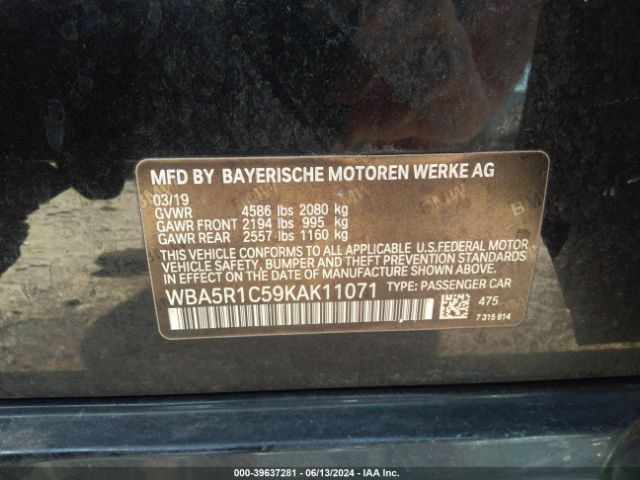 MFD BY BAYERISCHE MOTOREN WERKE AG
03/19
GVWR 4586 lbs 2080 kg
GAWR FRONT 2194 lbs 995 kg
GAWR REAR 2557 lbs 1160 kg
THIS VEHICLE CONFORMS TO ALL APPLICABLE U.S.FEDERAL MOTOR
VEHICLE SAFETY, BUMPER AND THEFT PREVENTION STANDARDS IN
EFFECT ON THE DATE OF MANUFACTURE SHOWN ABOVE.
WBA5R1C59KAK11071 TYPE: PASSENGER CAR
475
7 315 814
000-39637281 - 06/13/2024 - IAA Inc.